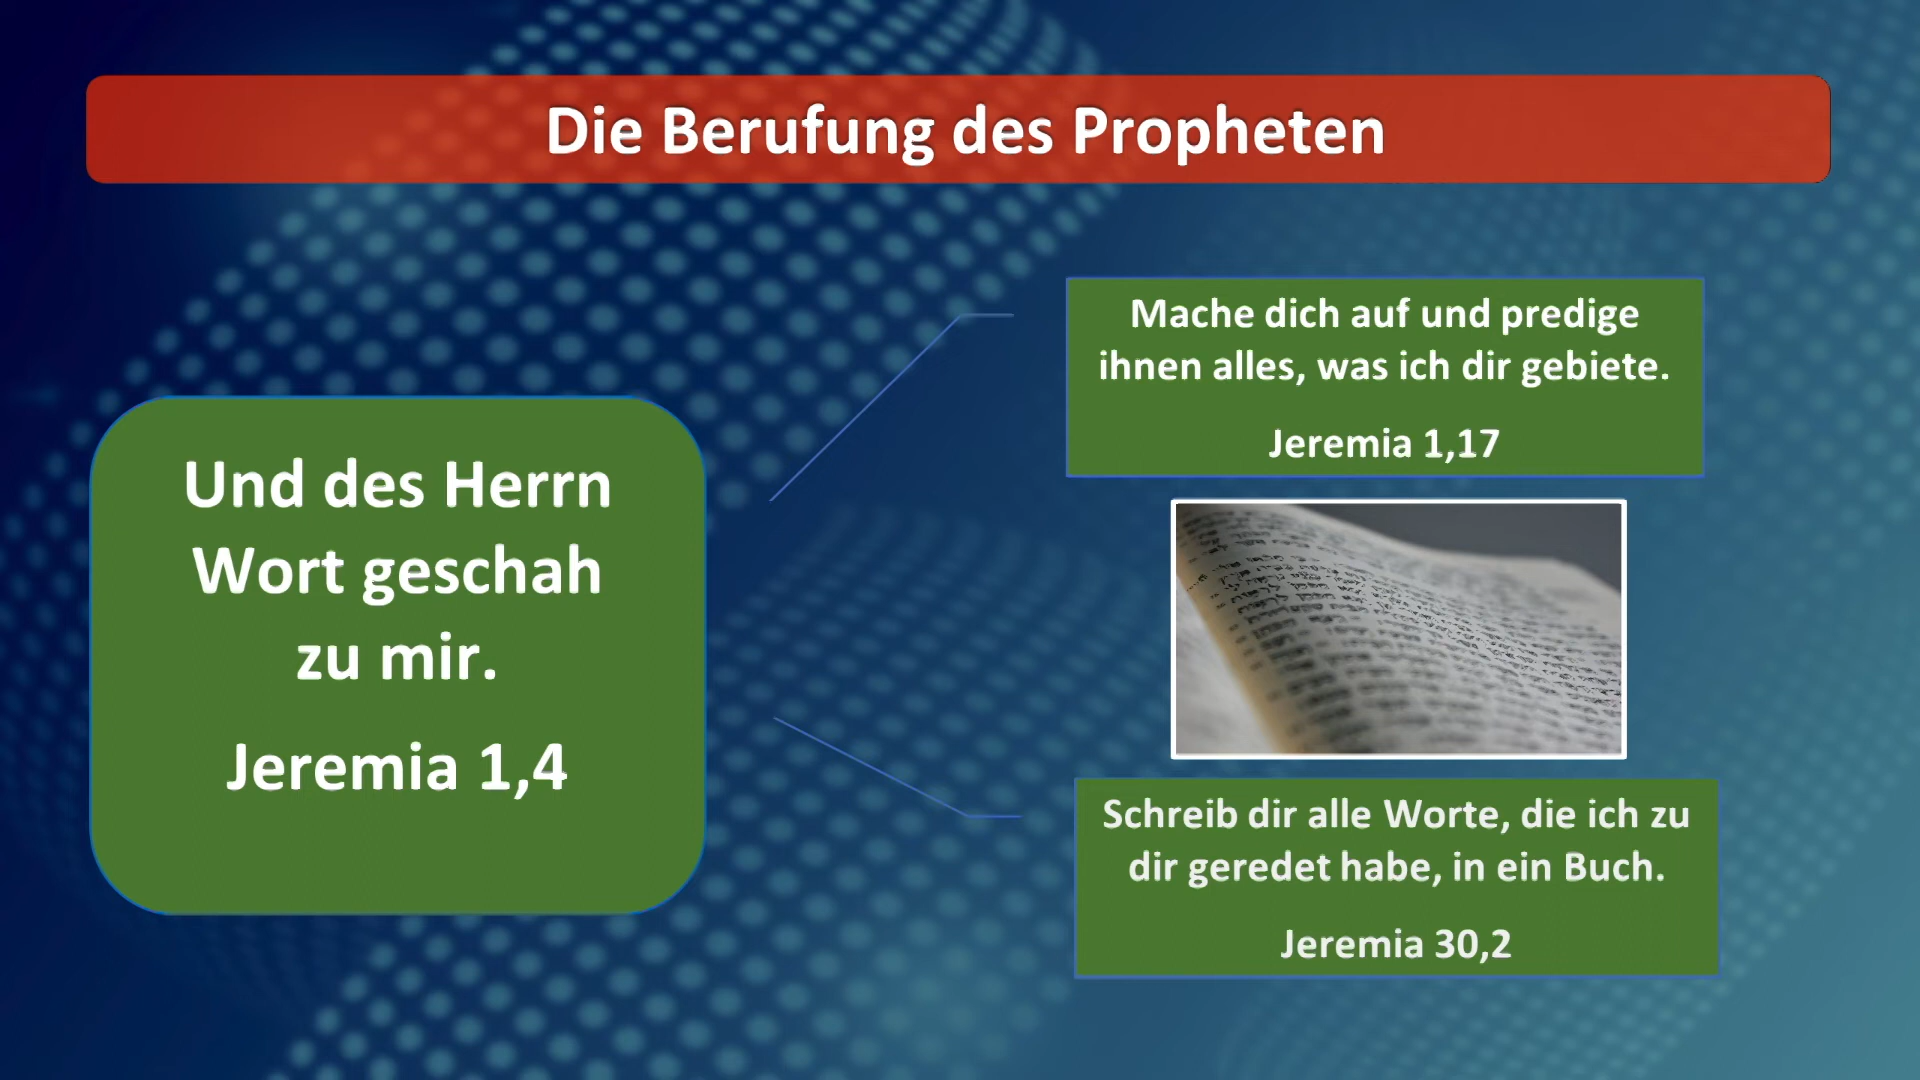 Die Berufung des Propheten
Und des Herrn
Wort geschah
zu mir.
Jeremia 1,4
Mache dich auf und predige
ihnen alles, was ich dir gebiete.
Jeremia 1,17
Schreib dir alle Worte, die ich zu
dir geredet habe, in ein Buch.
Jeremia 30,2